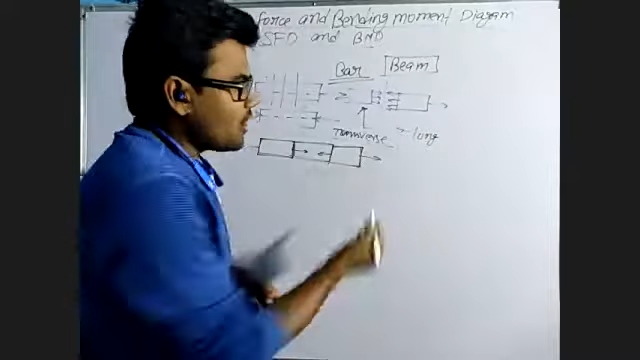 force and Bending moment Diagram
SFD and BMD
Bar
Beam
Transverse
long